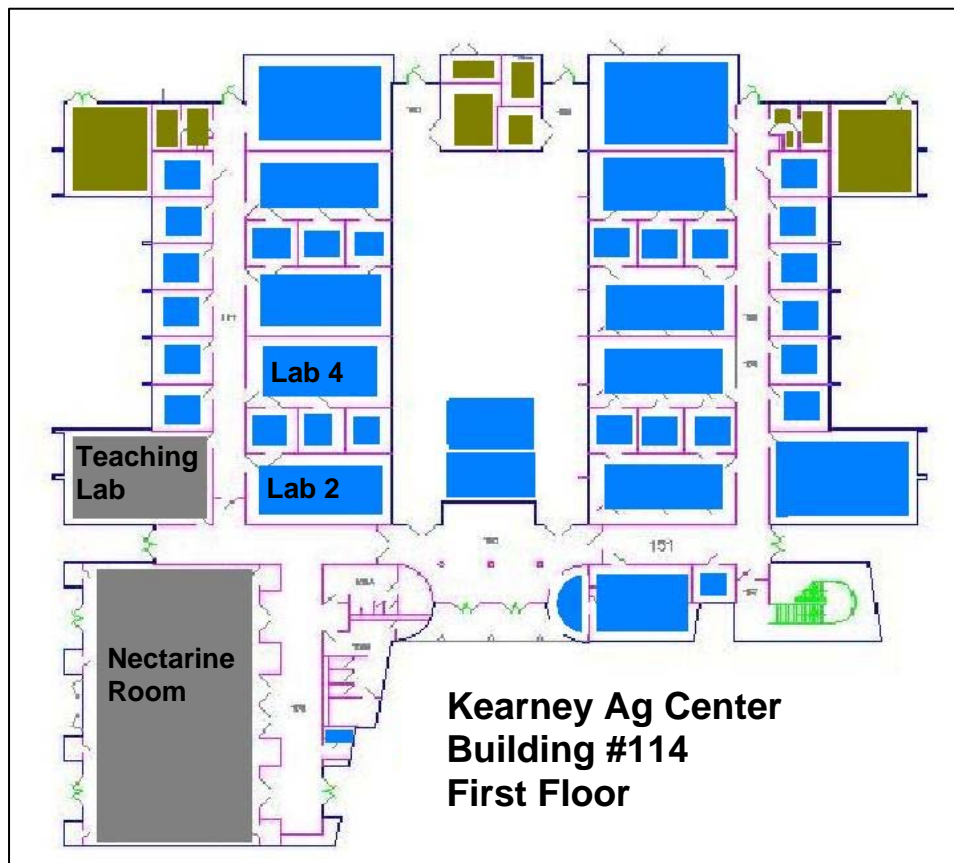 Lab 4
Teaching
Lab
Lab 2
151
Nectarine
Room
Kearney Ag Center
Building #114
First Floor